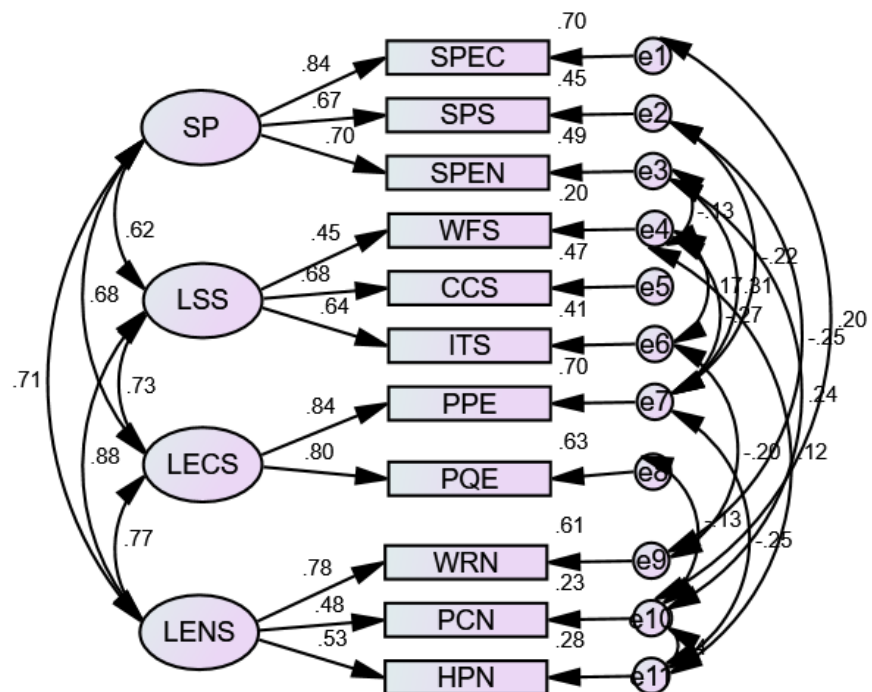 .70
.84
SPEC
e1
.45
.67
SP
SPS
e2
.49
.70
SPEN
e3
.20
-.13
.62
.45
WFS
e4
.47
-.22
.68
LSS
CCS
e5
.17
.31
.68
.41
.64
-.27
.20
ITS
e6
-.25
.70
.71
.73
.84
PPE
e7
.24
.88
.80
.63
-.20
.12
LECS
PQE
e8
.61
-.13
.77
-.25
.78
WRN
e9
.23
.48
LENS
PCN
e10
.28
.53
HPN
e11